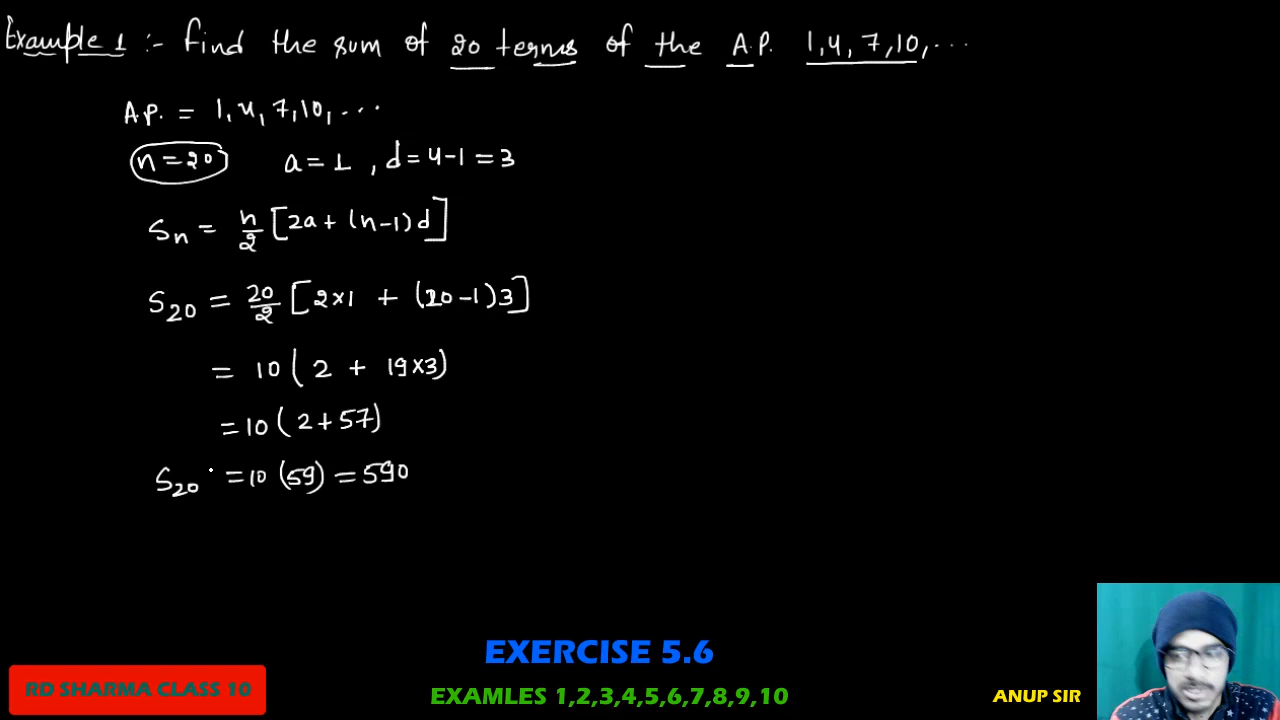 Example 1 :- Find the sum of 20 terms of the A.P. 1, 4, 7, 10, ...
A.P. = 1, 4, 7, 10, ...
n = 20 a = 1 , d = 4 - 1 = 3
Sn = n/2 [2a + (n-1) d]
S20 = 20/2 [2×1 + (20-1) 3]
= 10 ( 2 + 19×3)
= 10 ( 2 + 57)
S20 = 10 (59) = 590
EXERCISE 5.6
RD SHARMA CLASS 10
EXAMLES 1,2,3,4,5,6,7,8,9,10
ANUP SIR